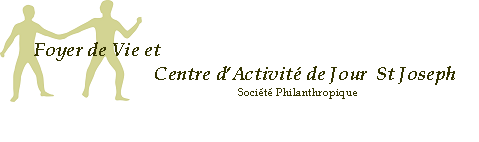 Foyer de Vie et
Centre d'Activité de Jour St Joseph
Société Philanthropique